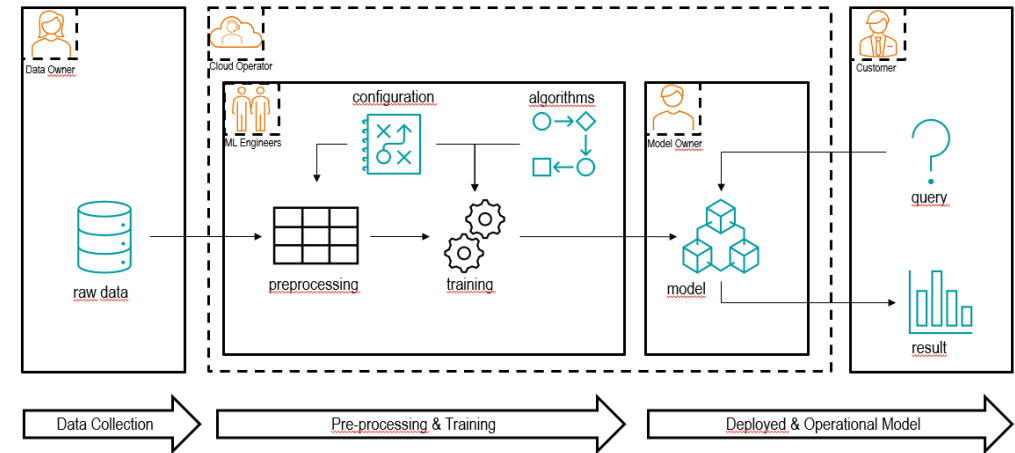 Data Owner
Cloud Operator
Customer
configuration
algorithms
ML Engineers
Model Owner
query
raw data
preprocessing
training
model
result
Data Collection
Pre-processing & Training
Deployed & Operational Model